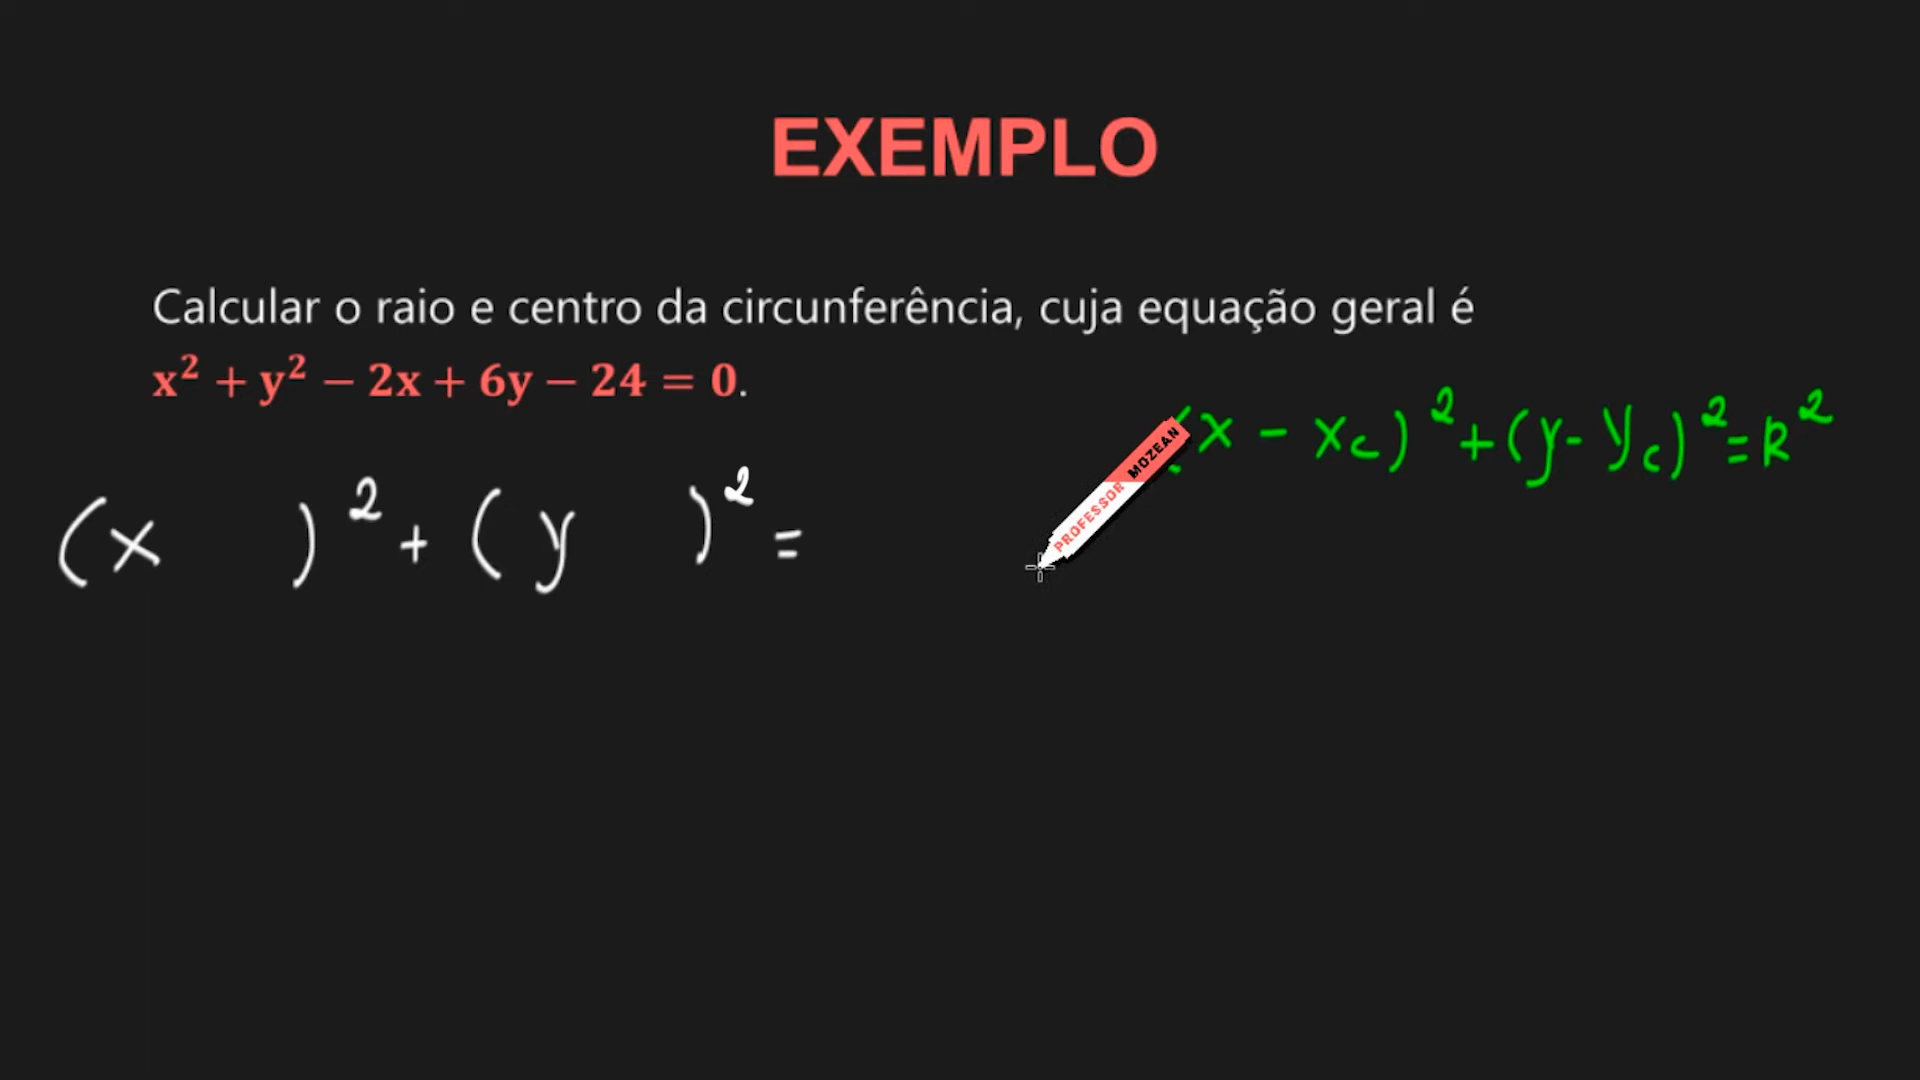 EXEMPLO
Calcular o raio e centro da circunferência, cuja equação geral é
x² + y² − 2x + 6y − 24 = 0.
(x - xc)² + (y - yc)² = R²
PROFESSOR MOZEAN
(x )² + (y )² =